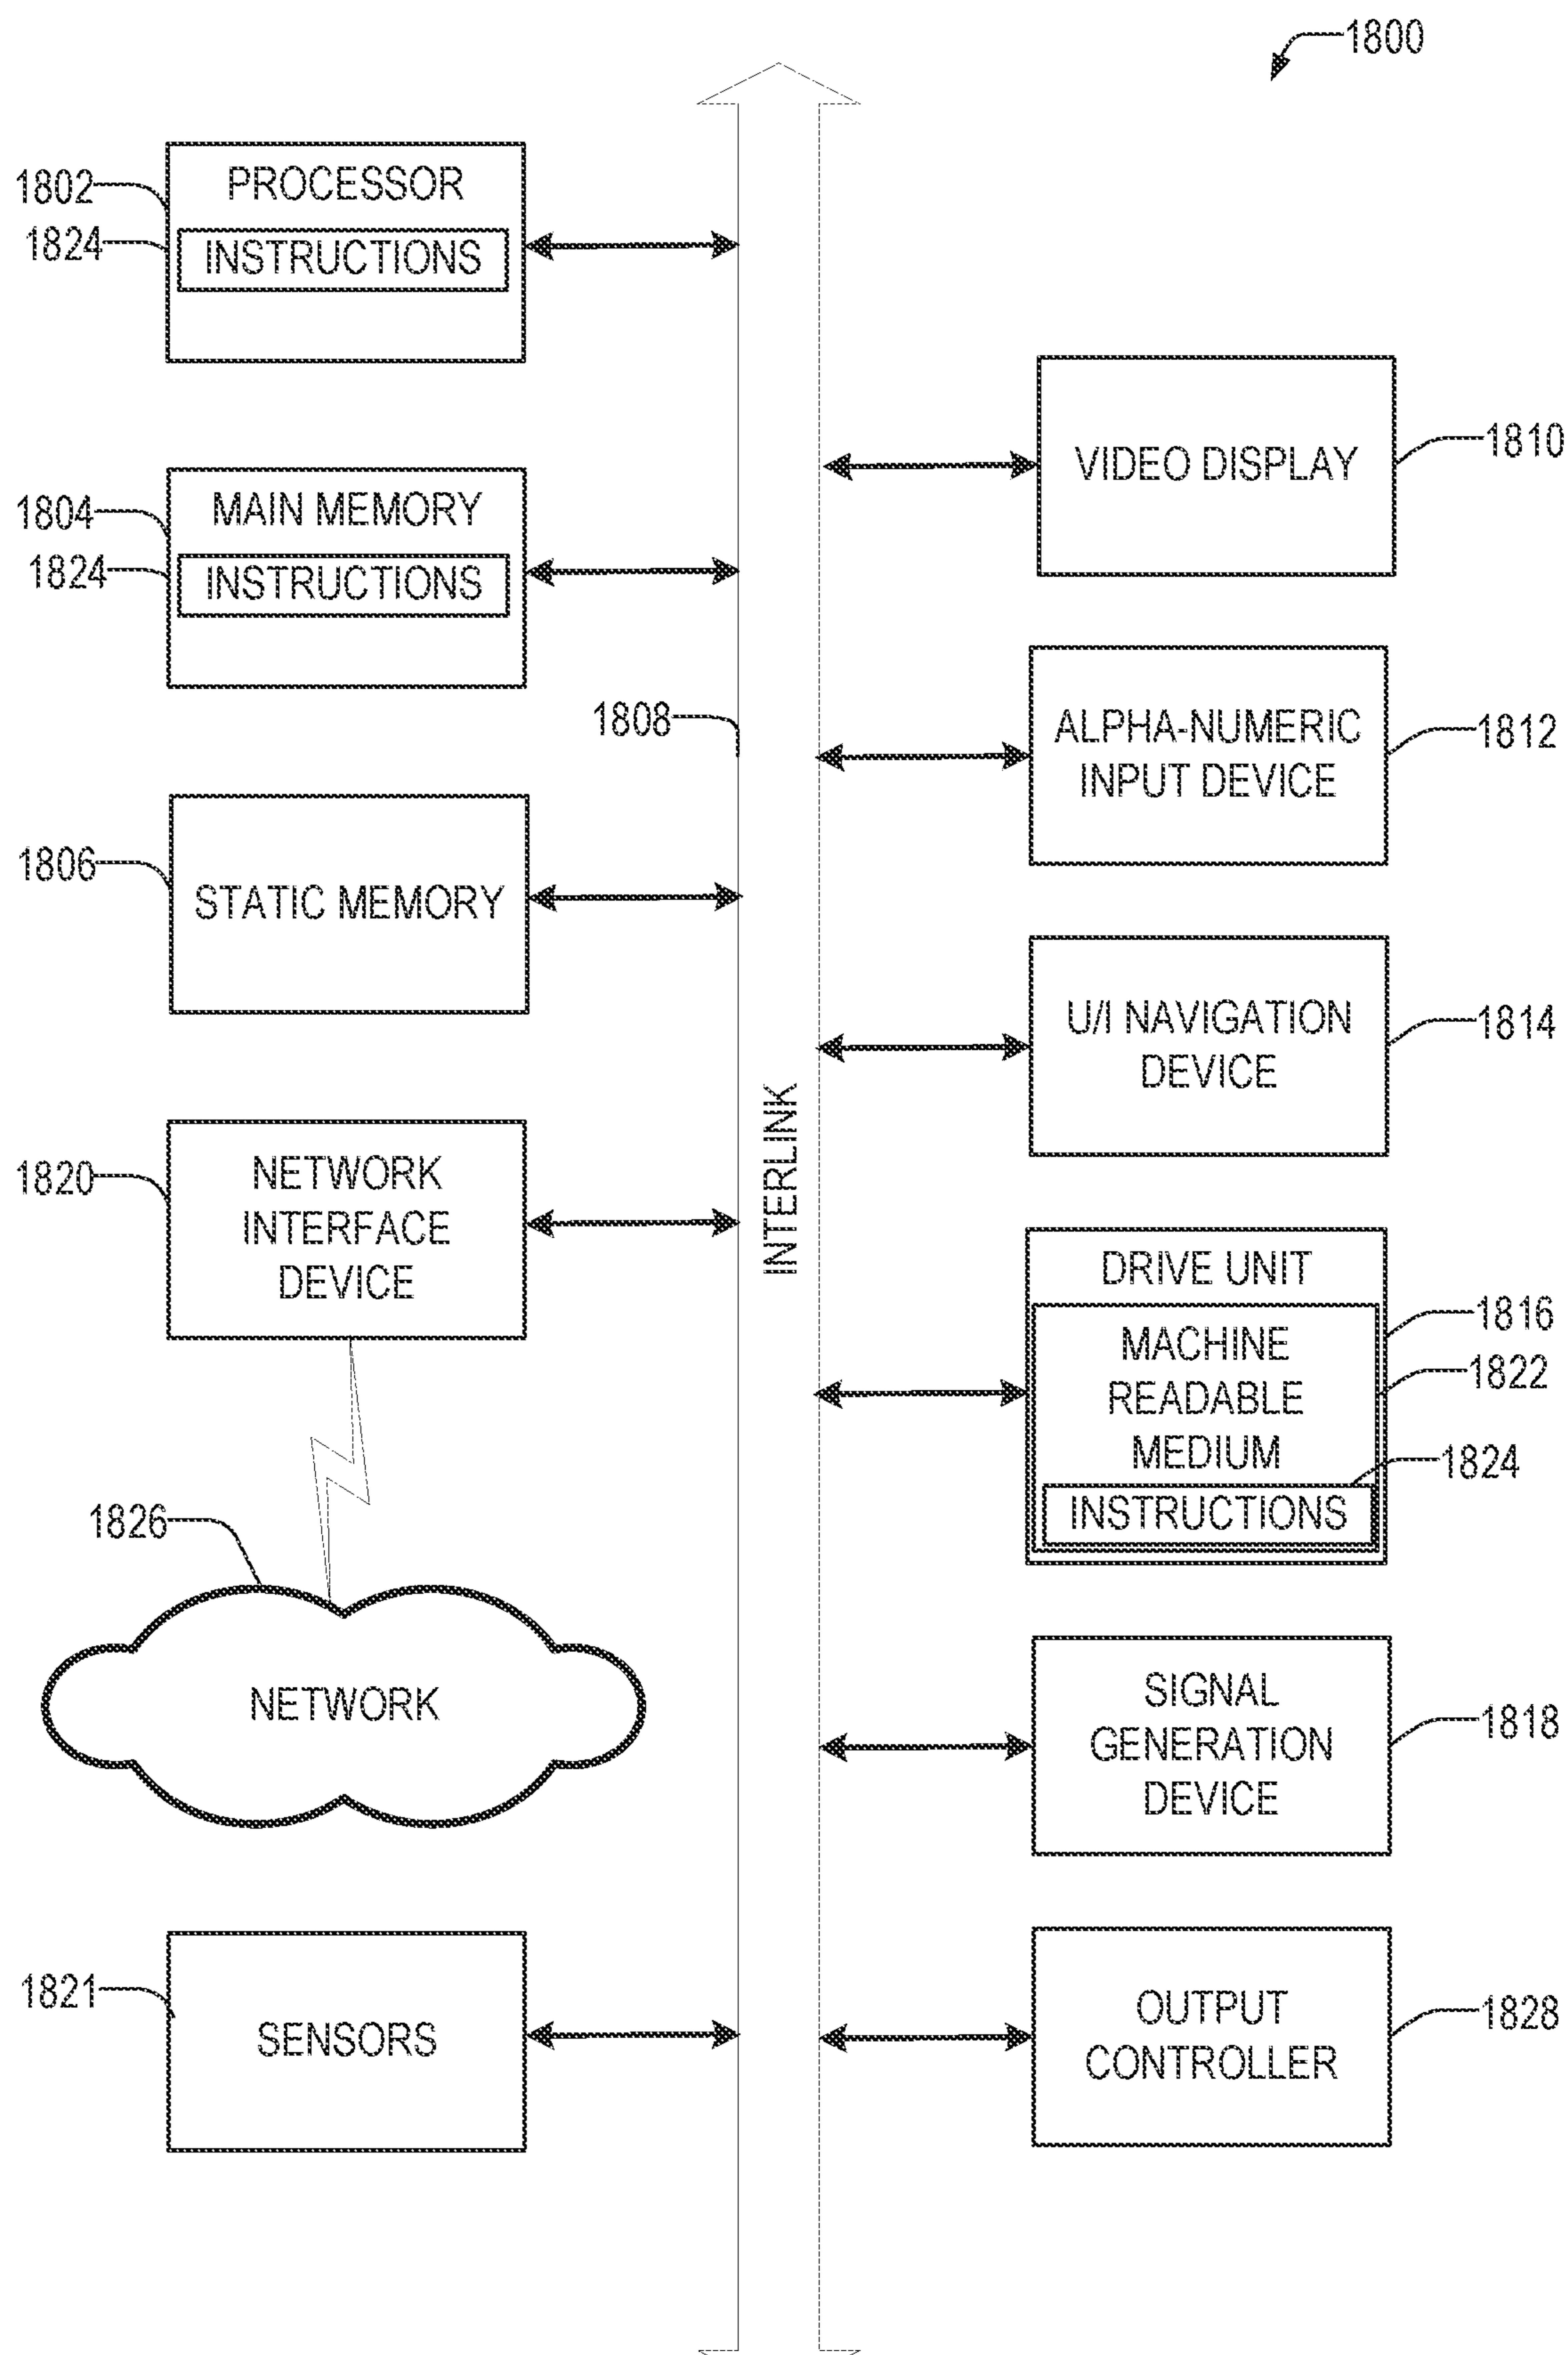 1800
1802
PROCESSOR
1824
INSTRUCTIONS
1804
MAIN MEMORY
1824
INSTRUCTIONS
1808
1806
STATIC MEMORY
1820
NETWORK
INTERFACE
DEVICE
1826
NETWORK
1821
SENSORS
INTERLINK
VIDEO DISPLAY
1810
ALPHA-NUMERIC
INPUT DEVICE
1812
U/I NAVIGATION
DEVICE
1814
DRIVE UNIT
1816
MACHINE
READABLE
MEDIUM
1822
1824
INSTRUCTIONS
SIGNAL
GENERATION
DEVICE
1818
OUTPUT
CONTROLLER
1828